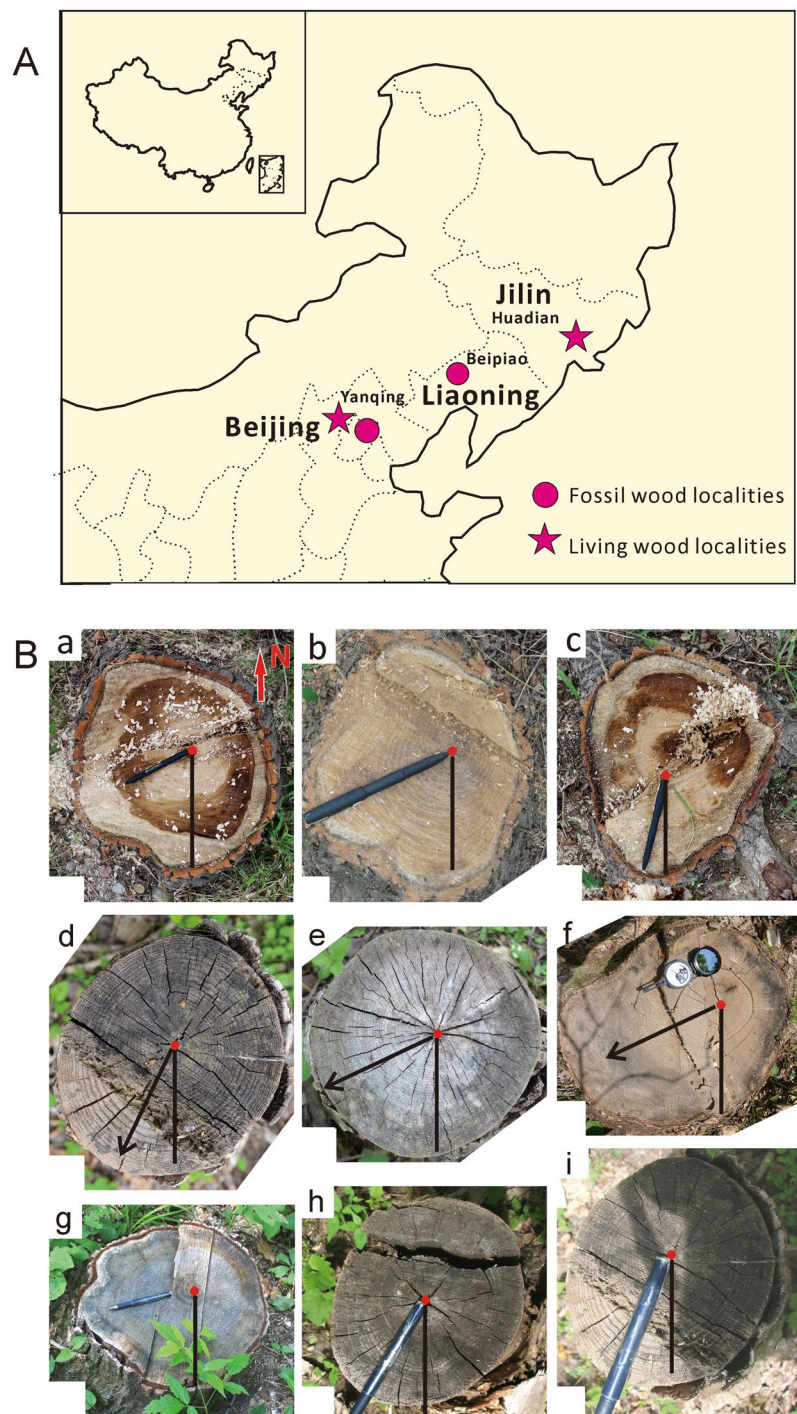 A
Jilin
Huadian
Beipiao
Liaoning
Yanqing
Beijing
Fossil wood localities
Living wood localities
B
a
N
b
c
d
e
f
g
h
i